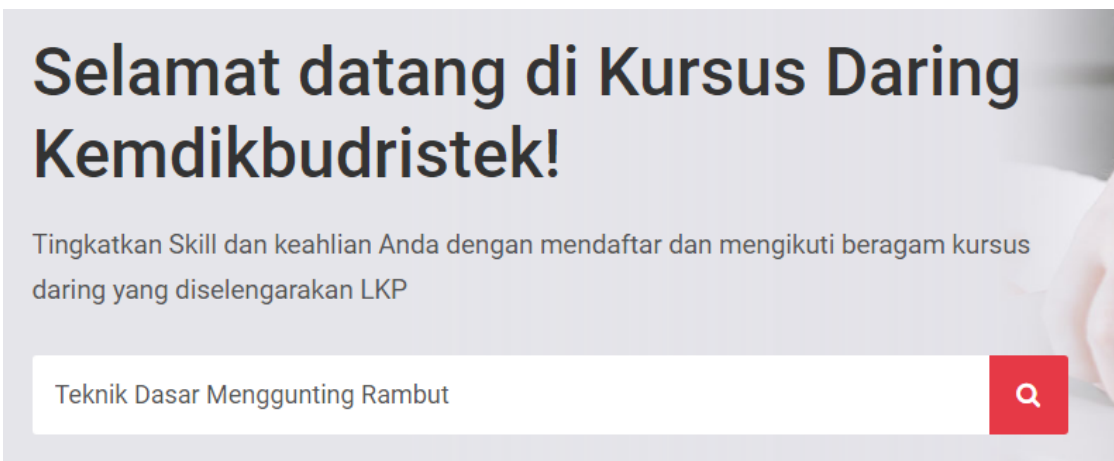 Selamat datang di Kursus Daring
Kemdikbudristek!
Tingkatkan Skill dan keahlian Anda dengan mendaftar dan mengikuti beragam kursus
daring yang diselengarakan LKP
Teknik Dasar Menggunting Rambut